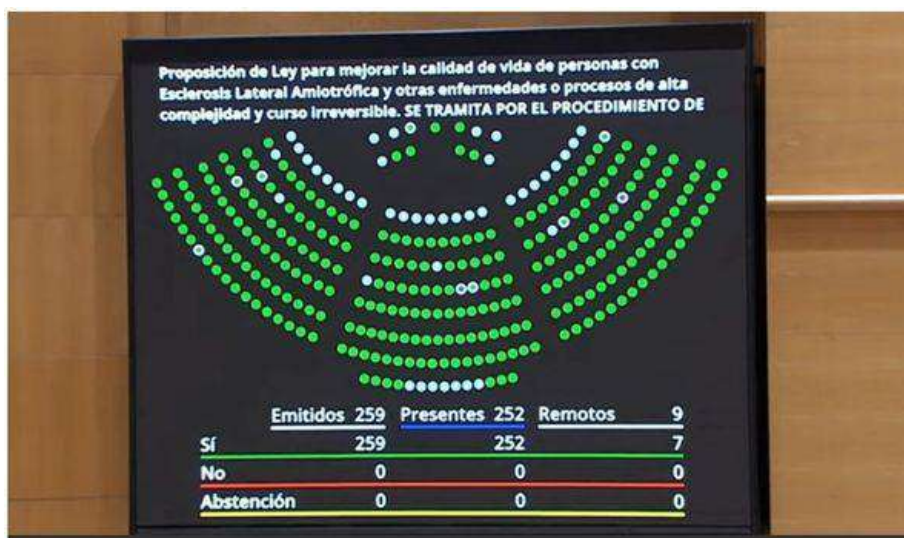 Proposición de Ley para mejorar la calidad de vida de personas con
Esclerosis Lateral Amiotrófica y otras enfermedades o procesos de alta
complejidad y curso irreversible. SE TRAMITA POR EL PROCEDIMIENTO DE
Emitidos 259 Presentes 252 Remotos 9
Sí 259 252 7
No 0 0 0
Abstención 0 0 0